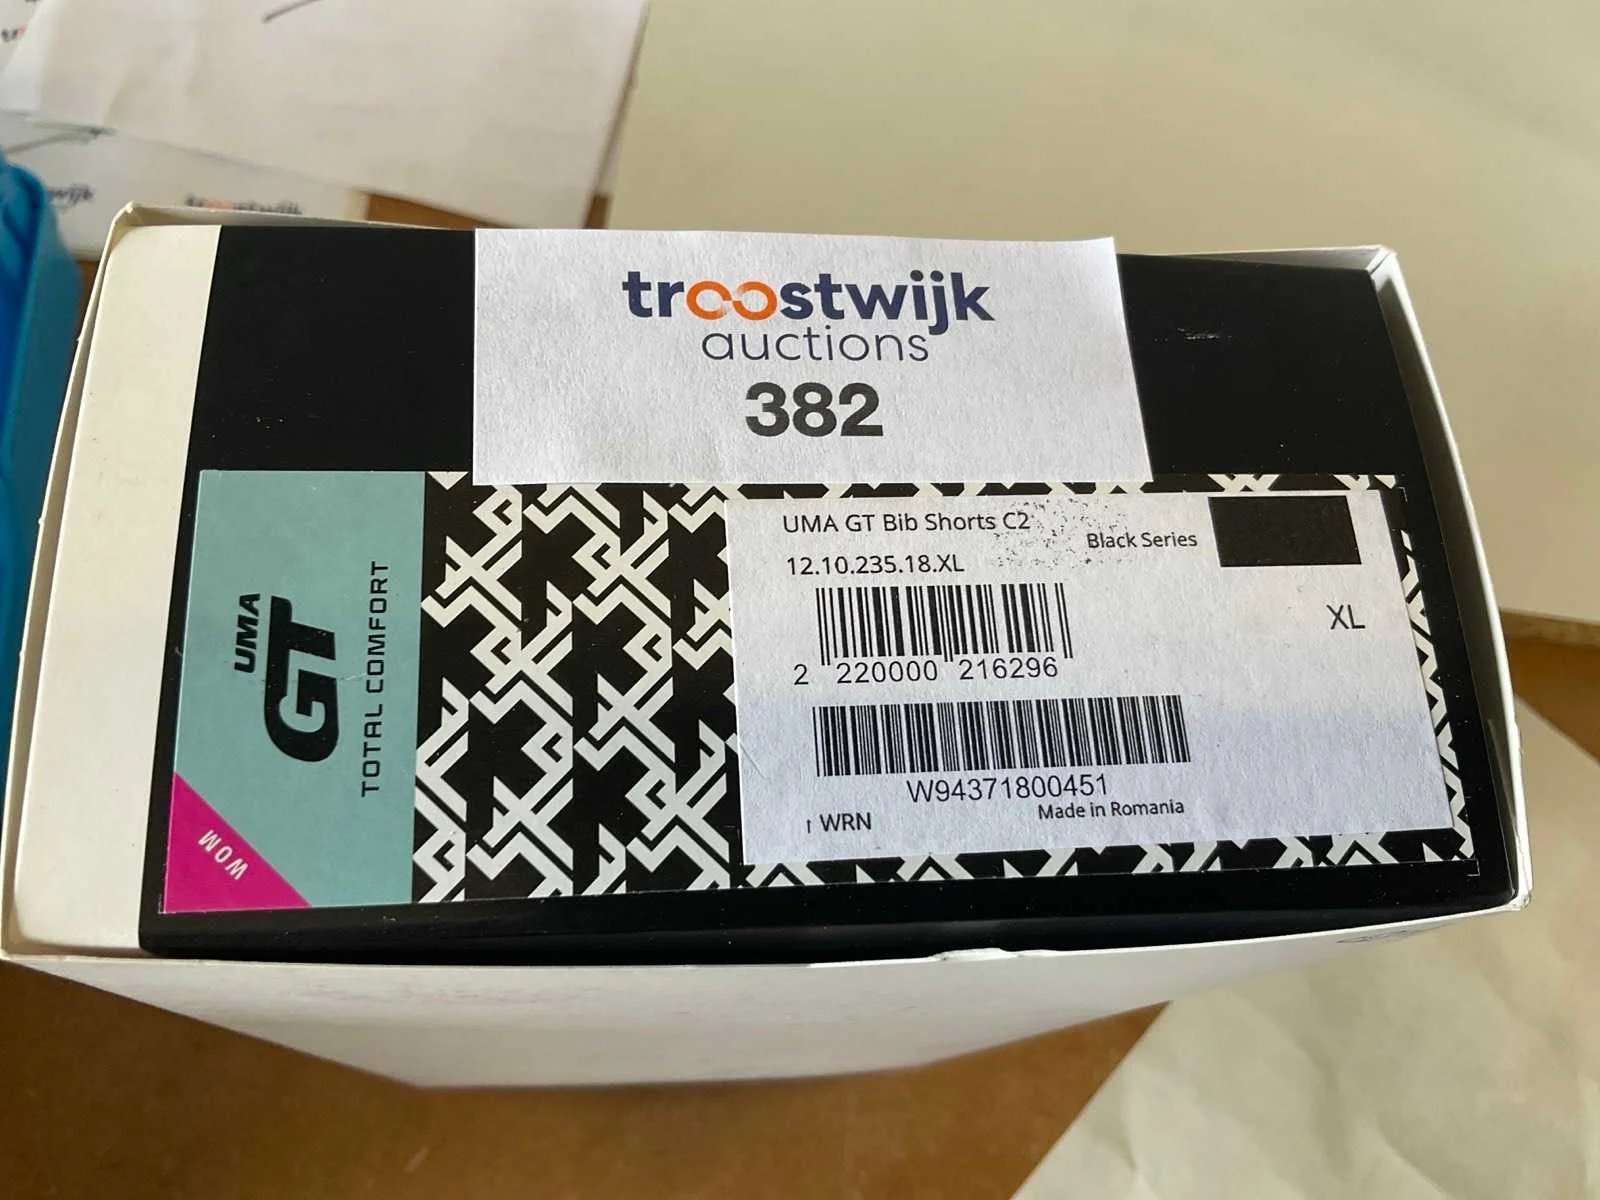 troostwijk
auctions
382
UMA
GT
TOTAL COMFORT
WOM
UMA GT Bib Shorts C2
Black Series
12.10.235.18.XL
XL
2 220000 216296
W94371800451
Made in Romania
↑ WRN